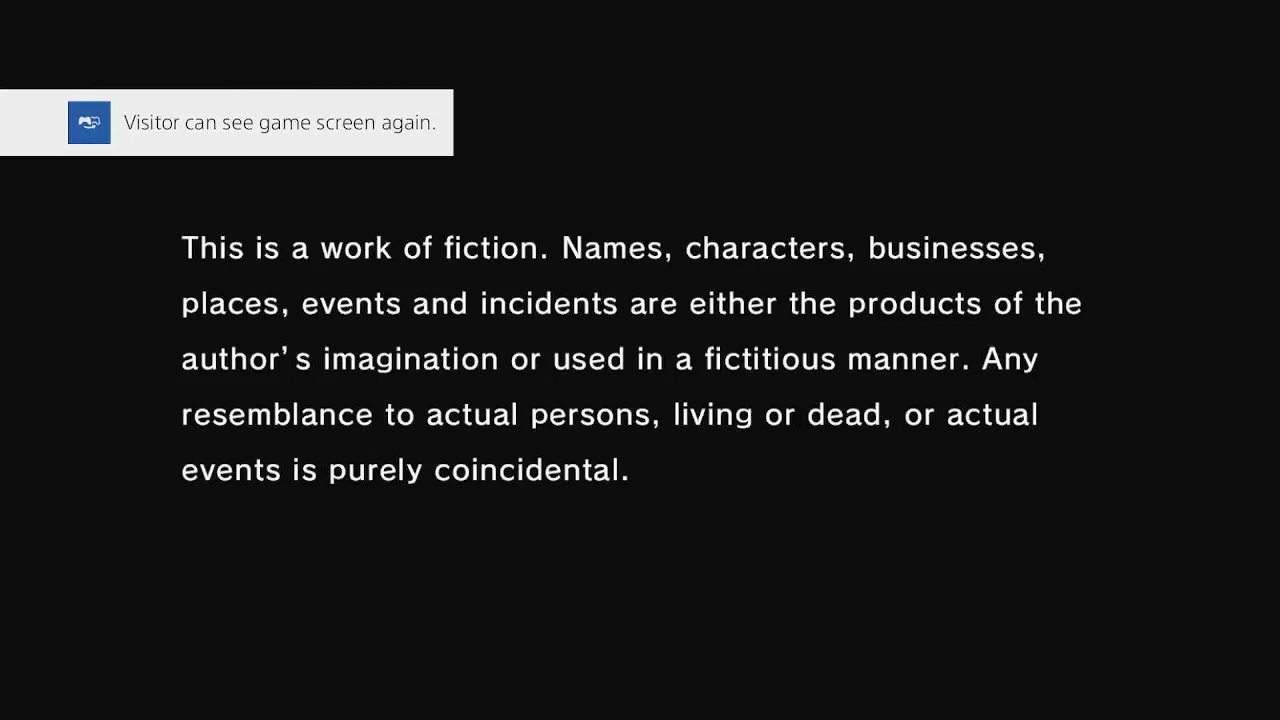 Visitor can see game screen again.
This is a work of fiction. Names, characters, businesses,
places, events and incidents are either the products of the
author's imagination or used in a fictitious manner. Any
resemblance to actual persons, living or dead, or actual
events is purely coincidental.